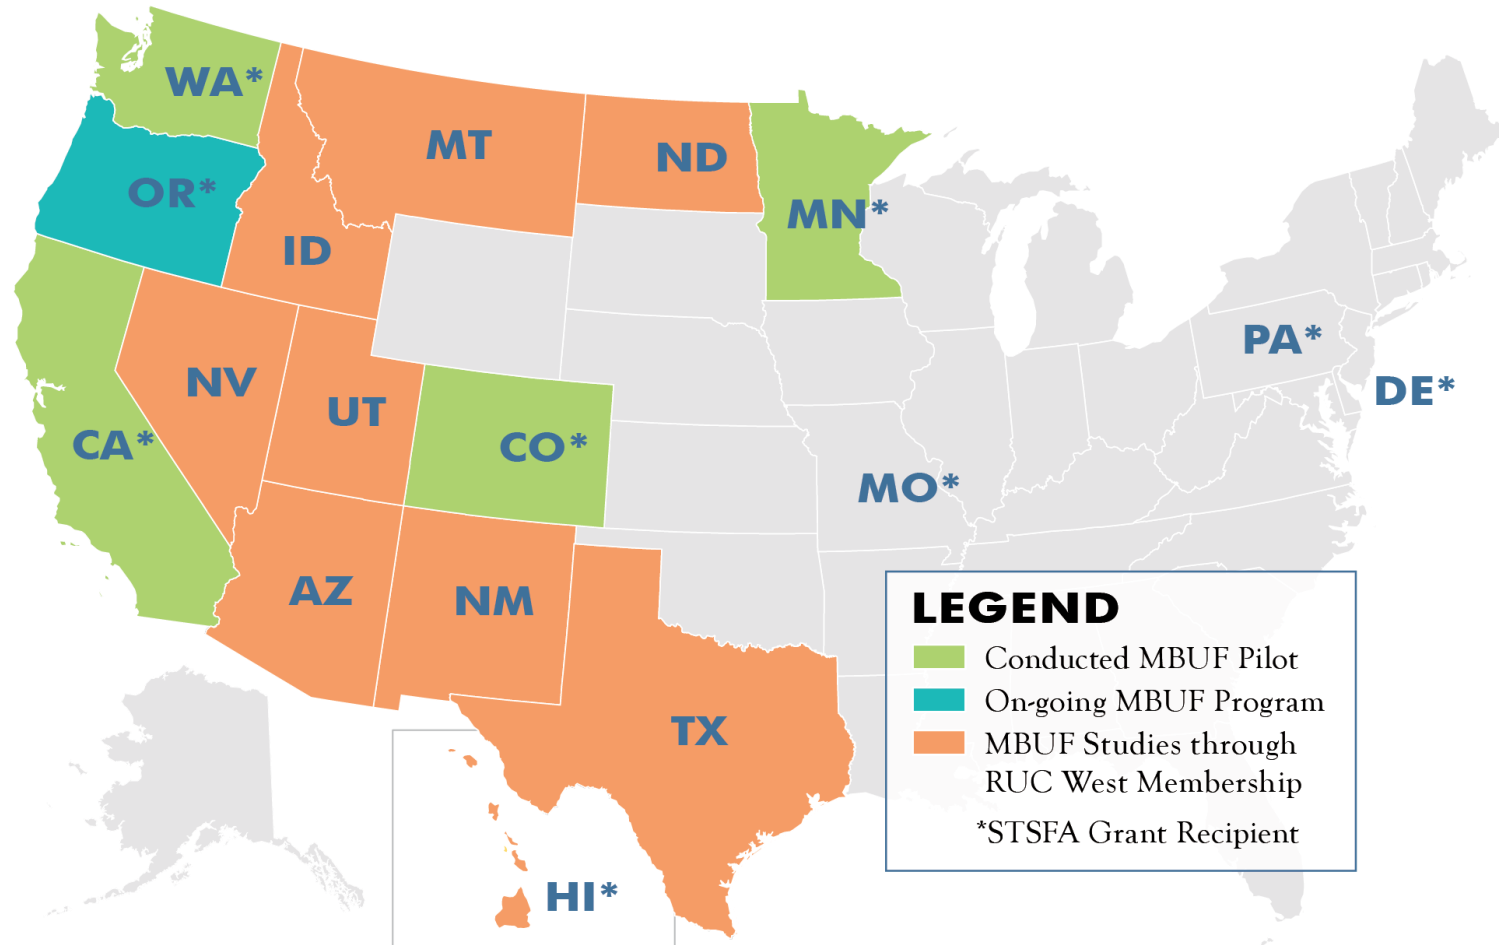 WA*
MT
ND
OR*
MN*
ID
PA*
NV
DE*
UT
CA*
CO*
MO*
AZ
NM
TX
HI*
LEGEND
Conducted MBUF Pilot
On-going MBUF Program
MBUF Studies through
RUC West Membership
*STSFA Grant Recipient